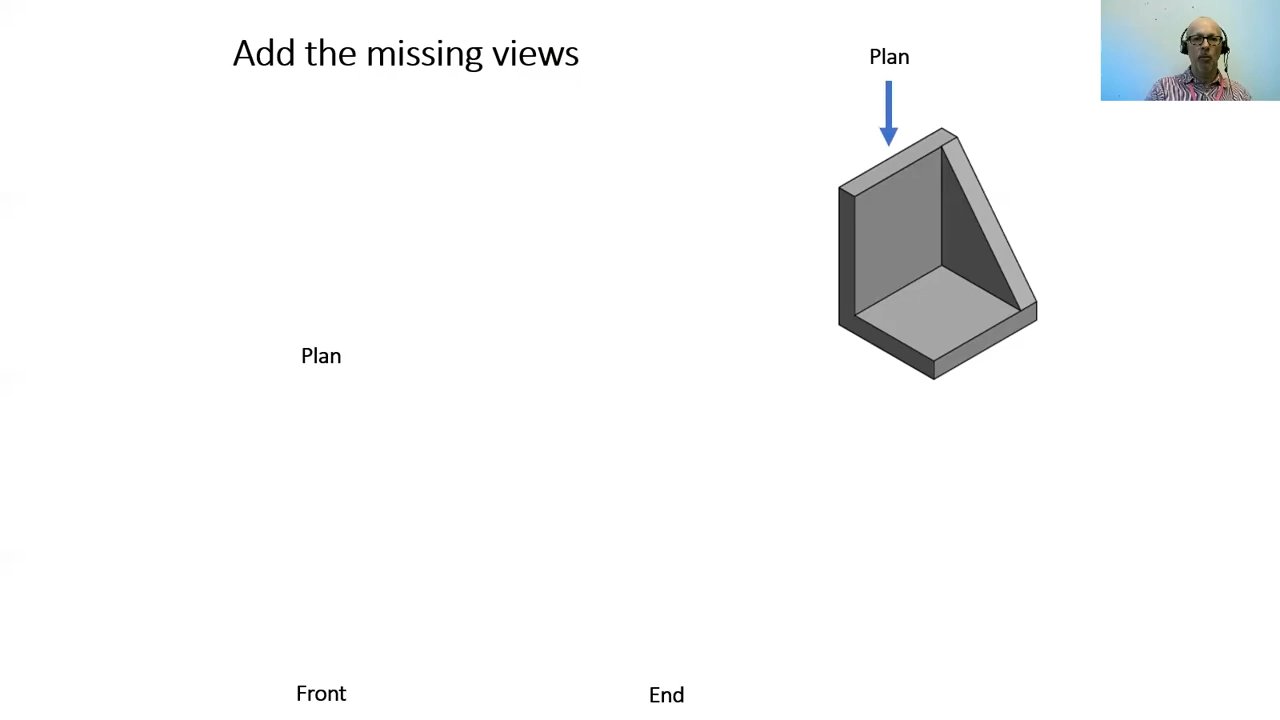 Add the missing views
Plan
Plan
Front
End